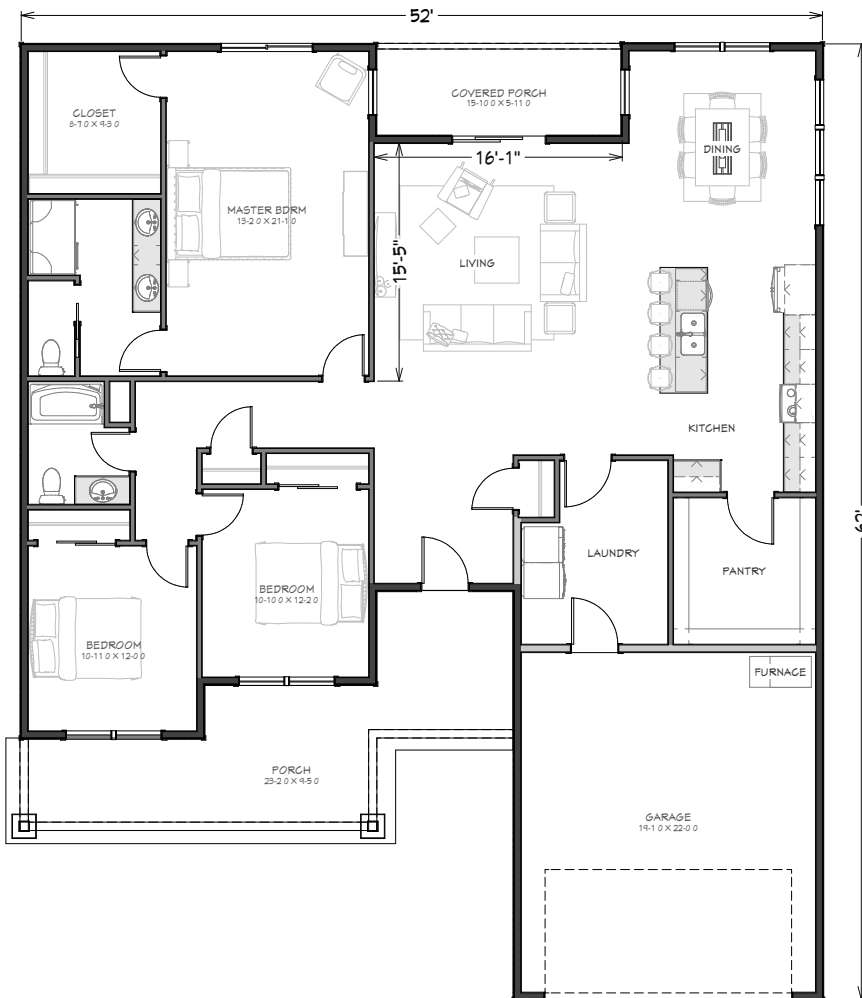 52'
CLOSET
8-7 0 X 9-3 0
COVERED PORCH
15-10 0 X 5-11 0
DINING
16'-1"
MASTER BDRM
13-2 0 X 21-1 0
15'-5"
LIVING
KITCHEN
62'
LAUNDRY
PANTRY
BEDROOM
10-10 0 X 12-2 0
BEDROOM
10-11 0 X 12-0 0
FURNACE
PORCH
23-2 0 X 9-5 0
GARAGE
19-1 0 X 22-0 0